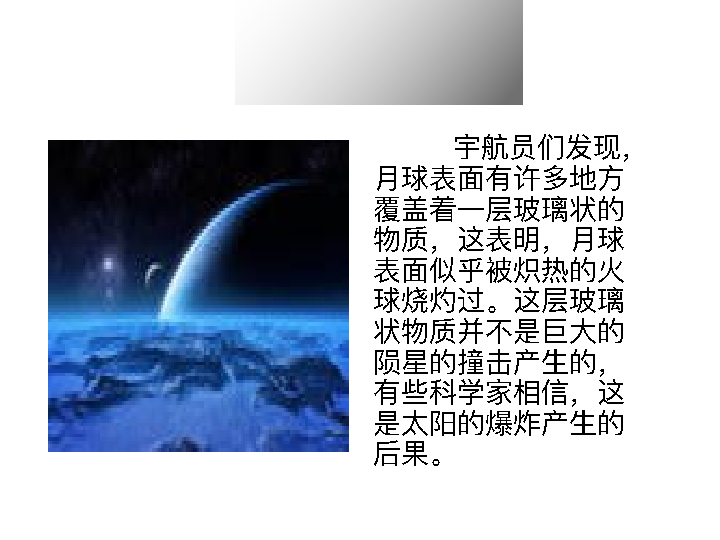 宇航员们发现，
月球表面有许多地方
覆盖着一层玻璃状的
物质，这表明，月球
表面似乎被炽热的火
球烧灼过。这层玻璃
状物质并不是巨大的
陨星的撞击产生的，
有些科学家相信，这
是太阳的爆炸产生的
后果。